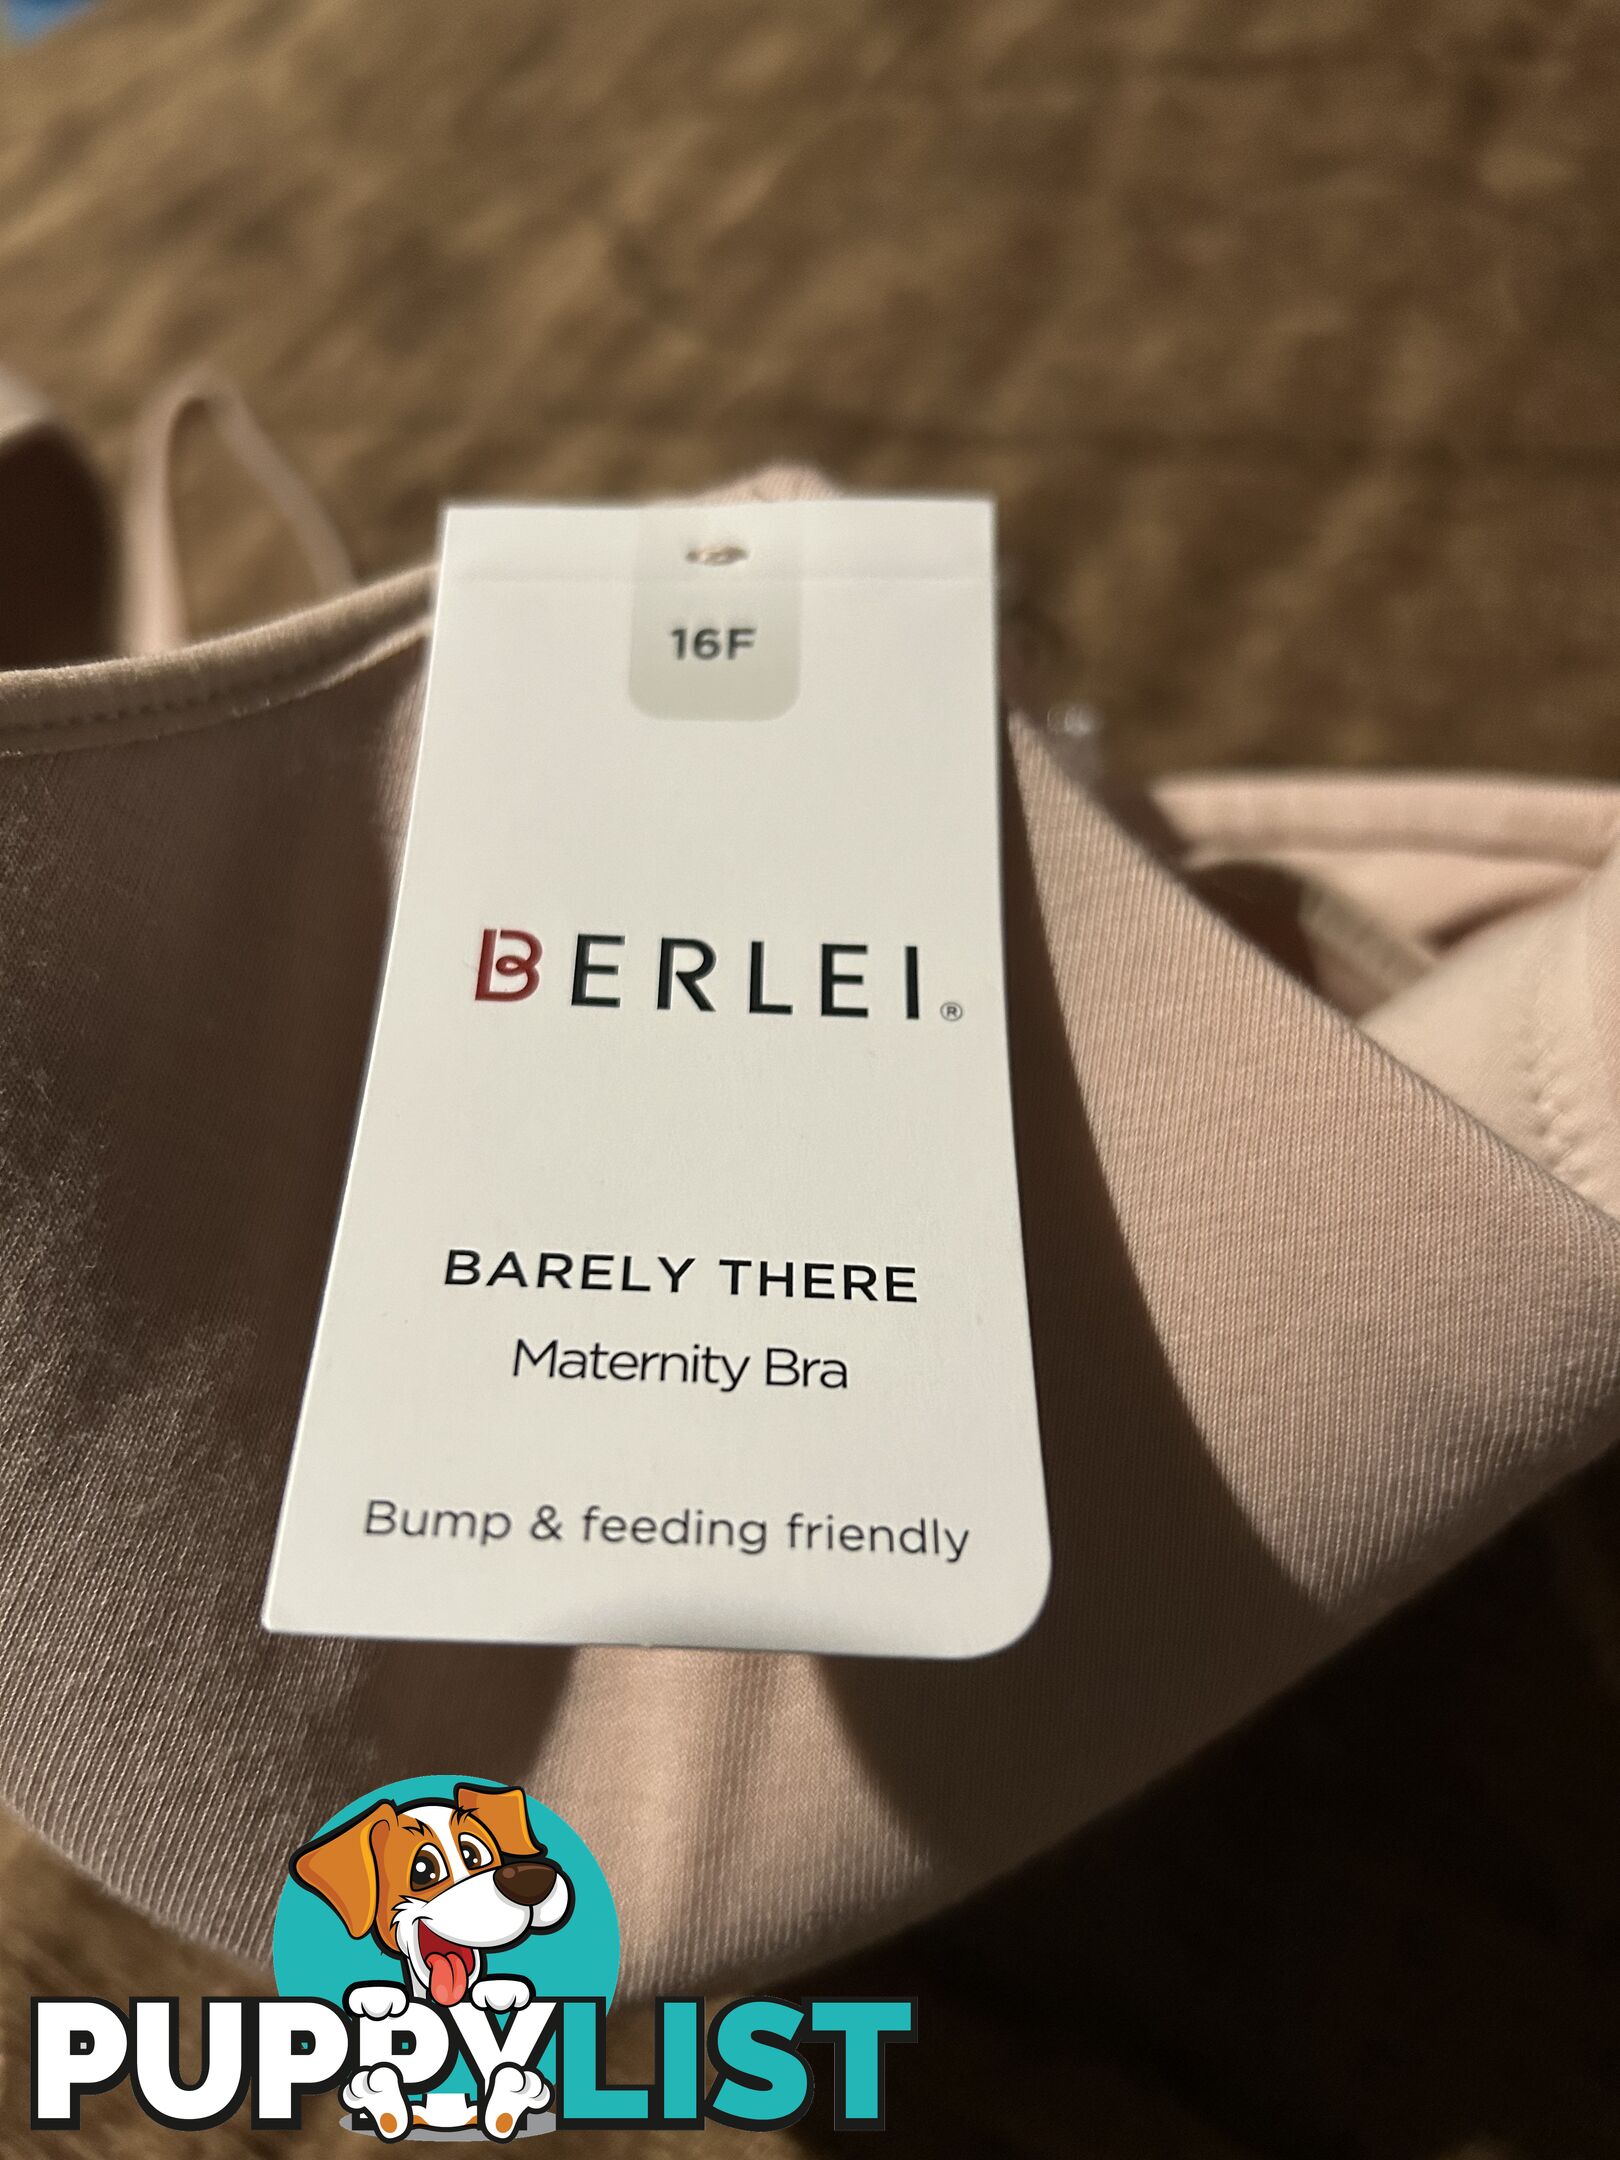 16F
BERLEI®
BARELY THERE
Maternity Bra
Bump & feeding friendly
PUPPYLIST